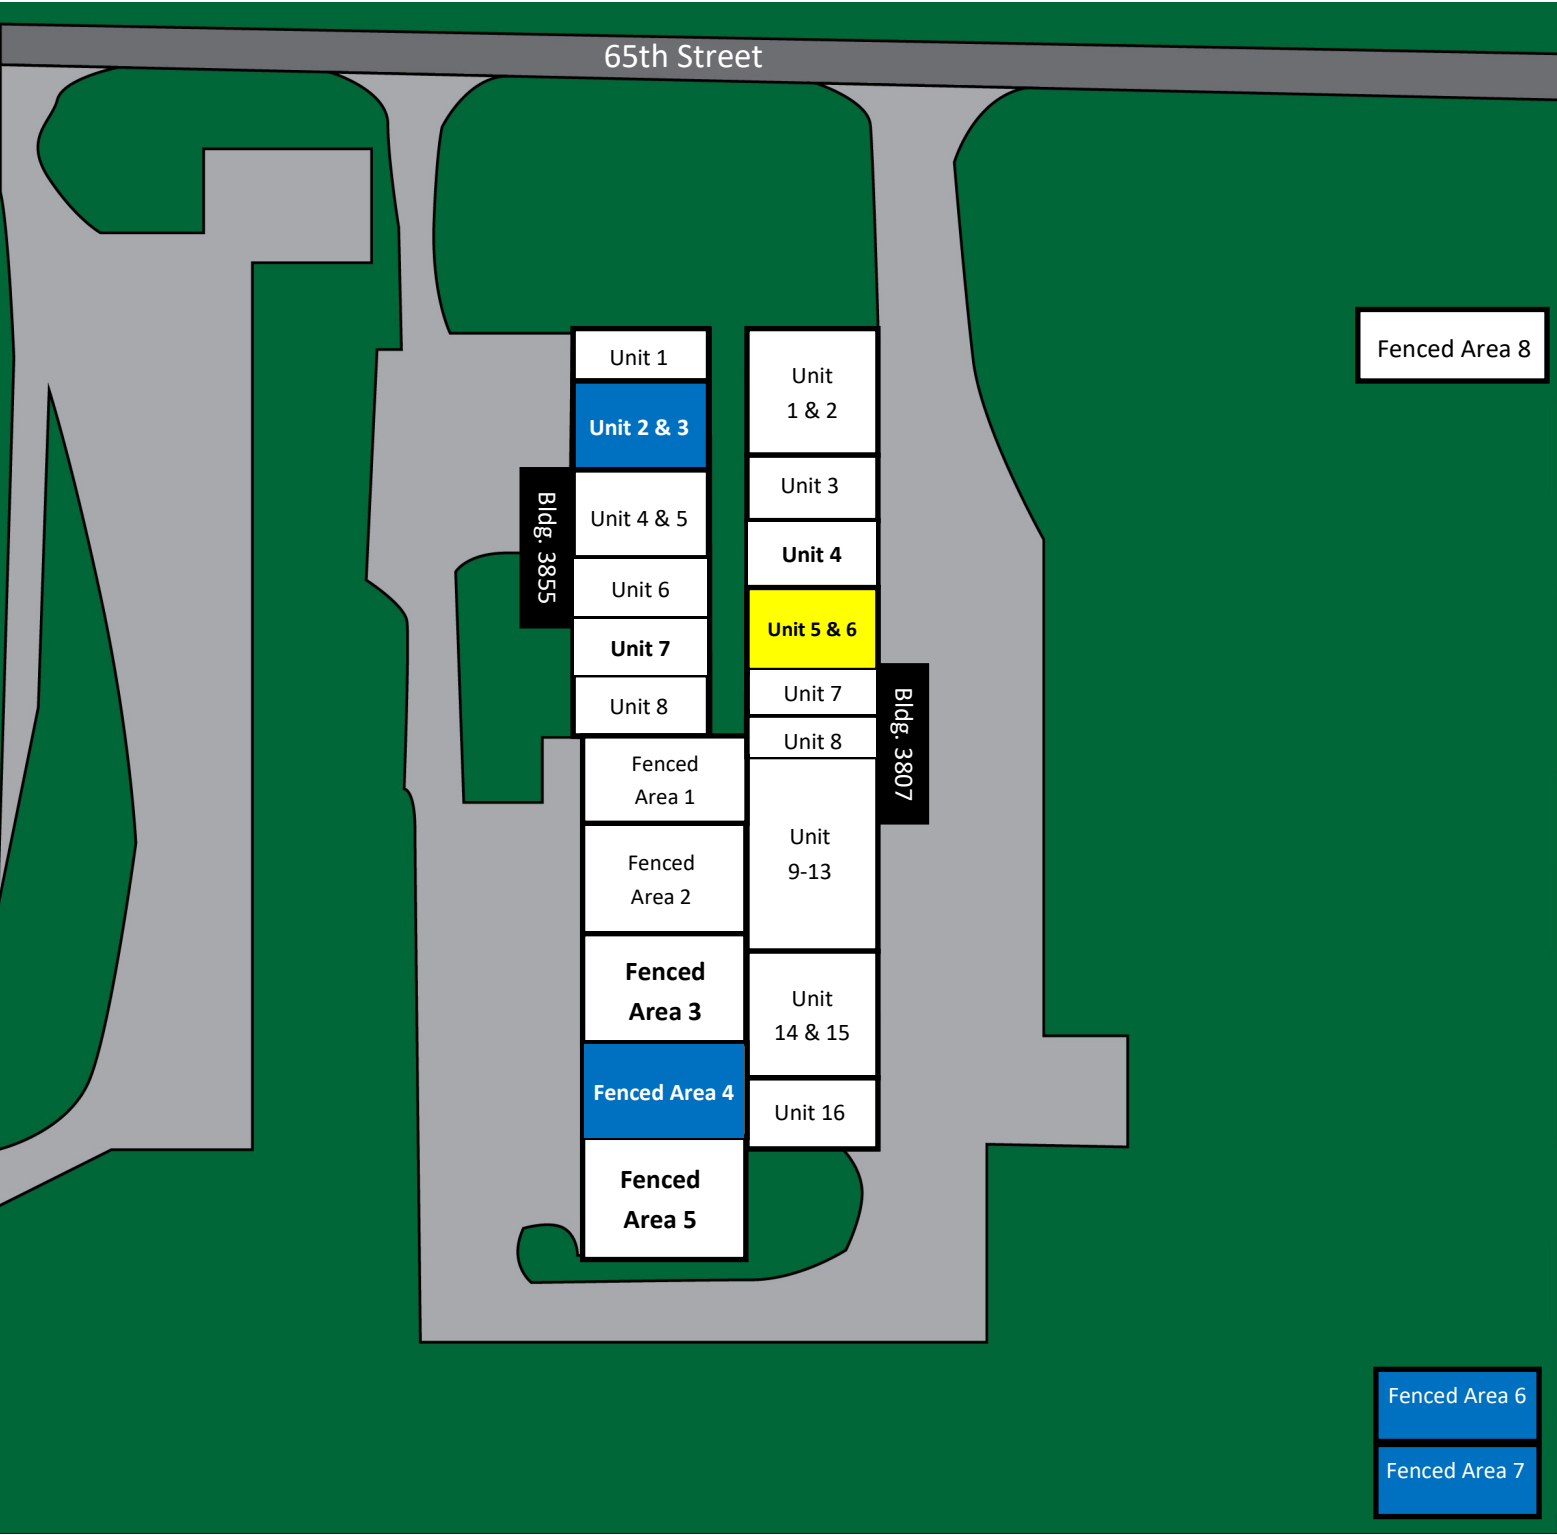 65th Street
Fenced Area 8
Unit 1
Unit 2 & 3
Unit 4 & 5
Unit 6
Unit 7
Unit 8
Bldg. 3855
Unit
1 & 2
Unit 3
Unit 4
Unit 5 & 6
Unit 7
Unit 8
Unit
9-13
Unit
14 & 15
Unit 16
Bldg. 3807
Fenced
Area 1
Fenced
Area 2
Fenced
Area 3
Fenced Area 4
Fenced
Area 5
Fenced Area 6
Fenced Area 7